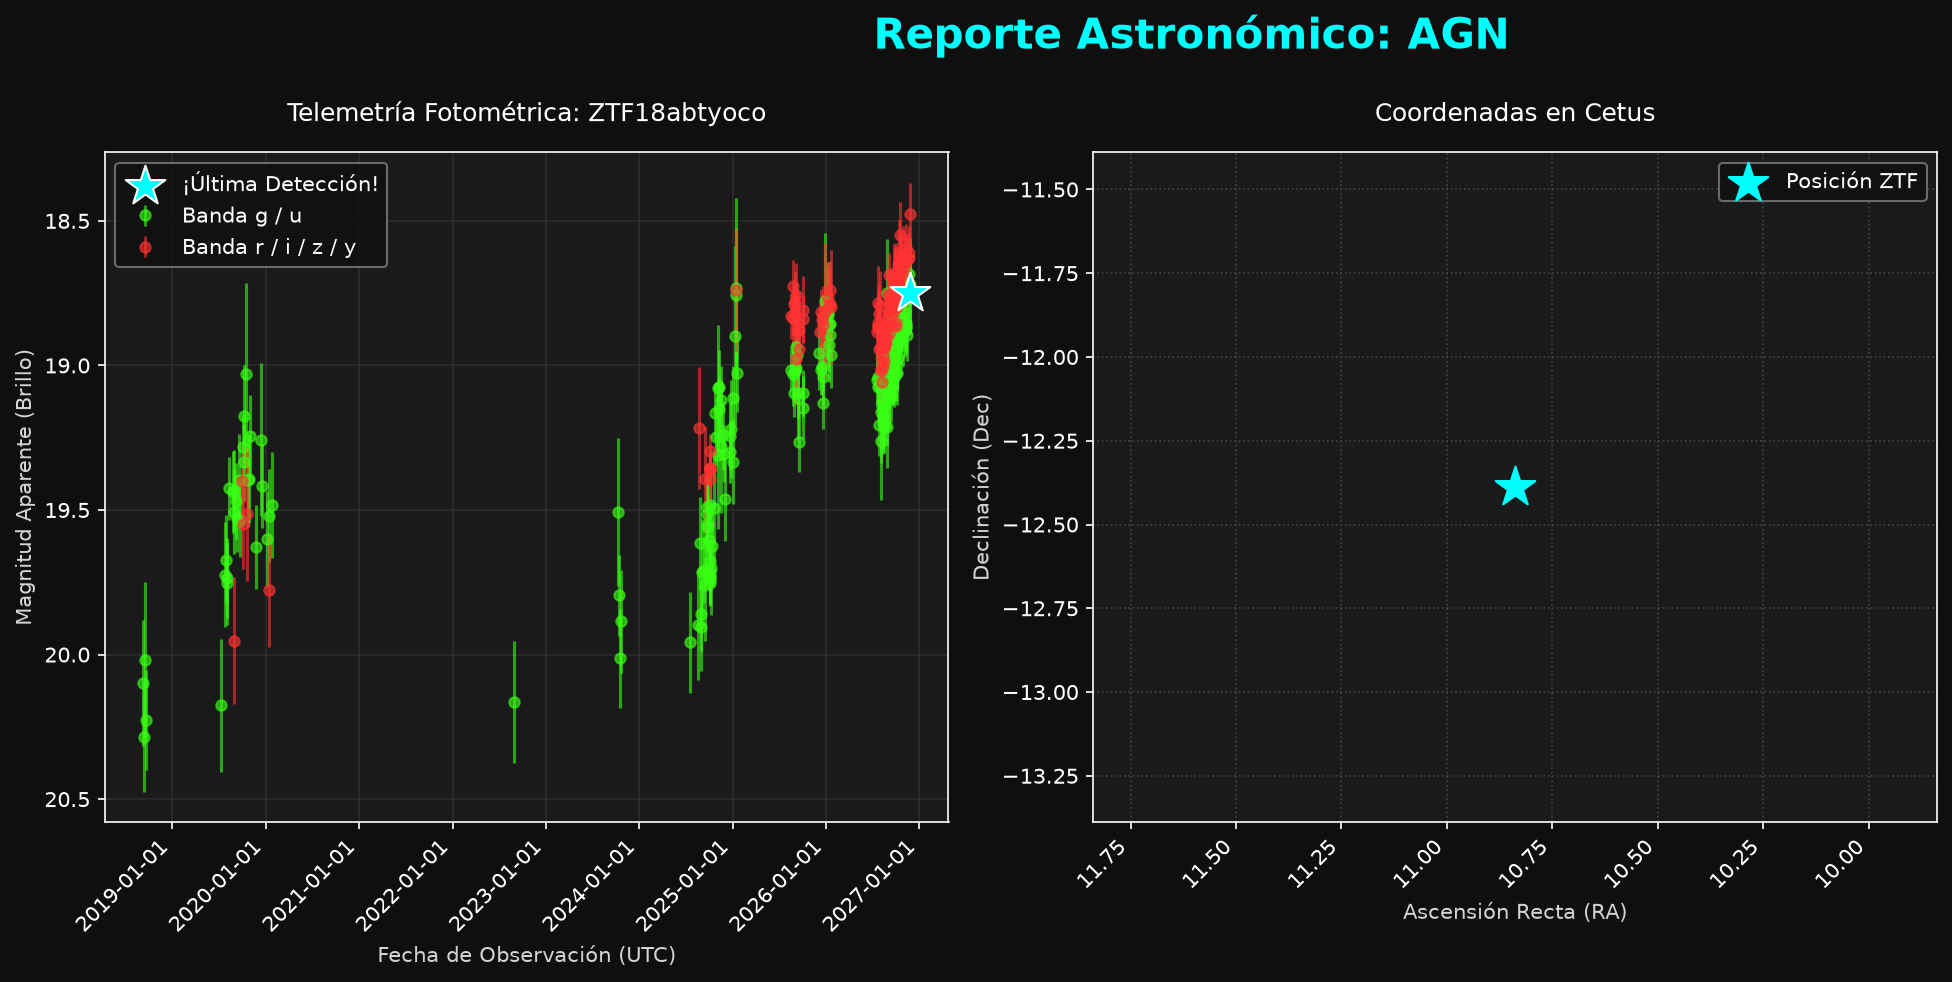 Reporte Astronómico: AGN
Telemetría Fotométrica: ZTF18abtyoco
¡Última Detección!
Banda g / u
Banda r / i / z / y
Magnitud Aparente (Brillo)
18.5
19.0
19.5
20.0
20.5
2019-01-01
2020-01-01
2021-01-01
2022-01-01
2023-01-01
2024-01-01
2025-01-01
2026-01-01
2027-01-01
Fecha de Observación (UTC)
Coordenadas en Cetus
Posición ZTF
Declinación (Dec)
−11.50
−11.75
−12.00
−12.25
−12.50
−12.75
−13.00
−13.25
11.75
11.50
11.25
11.00
10.75
10.50
10.25
10.00
Ascensión Recta (RA)